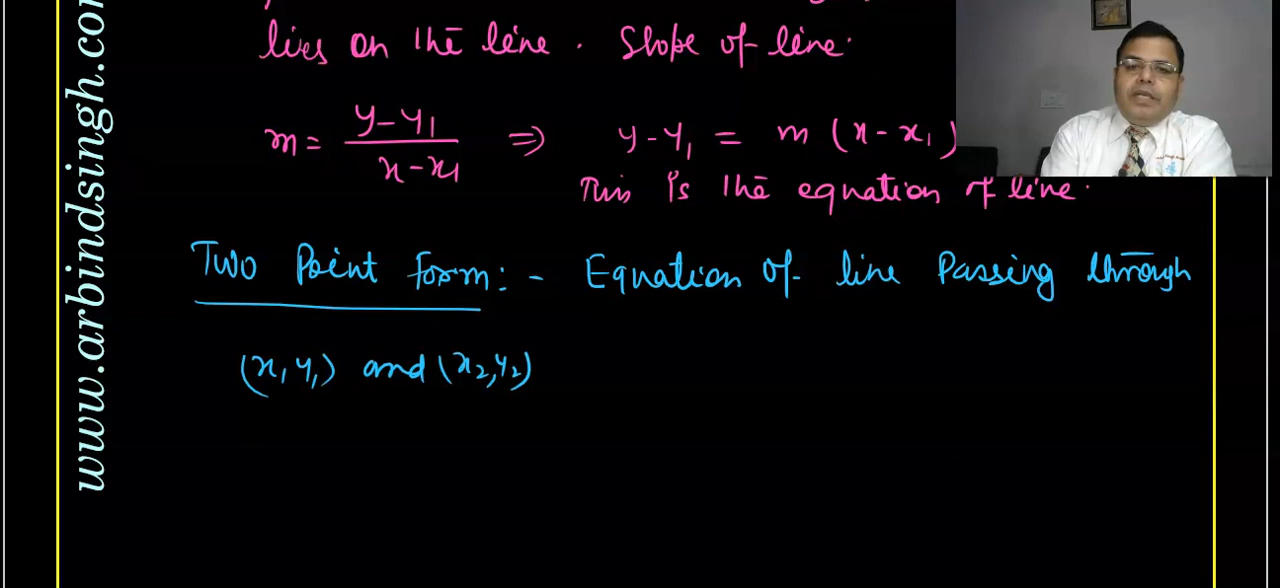 lies on the line. Slope of line.
m = y-y₁ / x-x₁ ⇒ y-y₁ = m (x-x₁)
This is the equation of line.
Two Point form:- Equation of line Passing through
(x₁ y₁) and (x₂, y₂)
www.arbindsingh.co